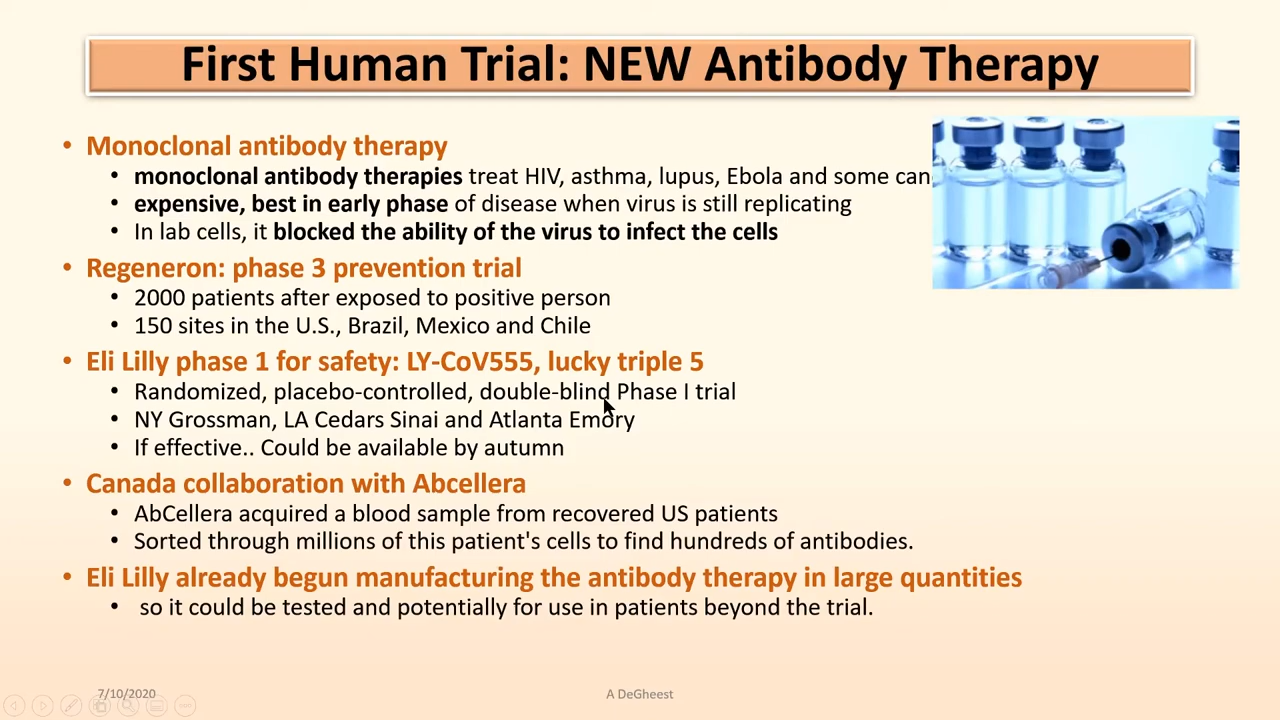 First Human Trial: NEW Antibody Therapy
• Monoclonal antibody therapy
• monoclonal antibody therapies treat HIV, asthma, lupus, Ebola and some can
• expensive, best in early phase of disease when virus is still replicating
• In lab cells, it blocked the ability of the virus to infect the cells
• Regeneron: phase 3 prevention trial
• 2000 patients after exposed to positive person
• 150 sites in the U.S., Brazil, Mexico and Chile
• Eli Lilly phase 1 for safety: LY-CoV555, lucky triple 5
• Randomized, placebo-controlled, double-blind Phase I trial
• NY Grossman, LA Cedars Sinai and Atlanta Emory
• If effective.. Could be available by autumn
• Canada collaboration with Abcellera
• AbCellera acquired a blood sample from recovered US patients
• Sorted through millions of this patient's cells to find hundreds of antibodies.
• Eli Lilly already begun manufacturing the antibody therapy in large quantities
• so it could be tested and potentially for use in patients beyond the trial.
7/10/2020
A DeGheest